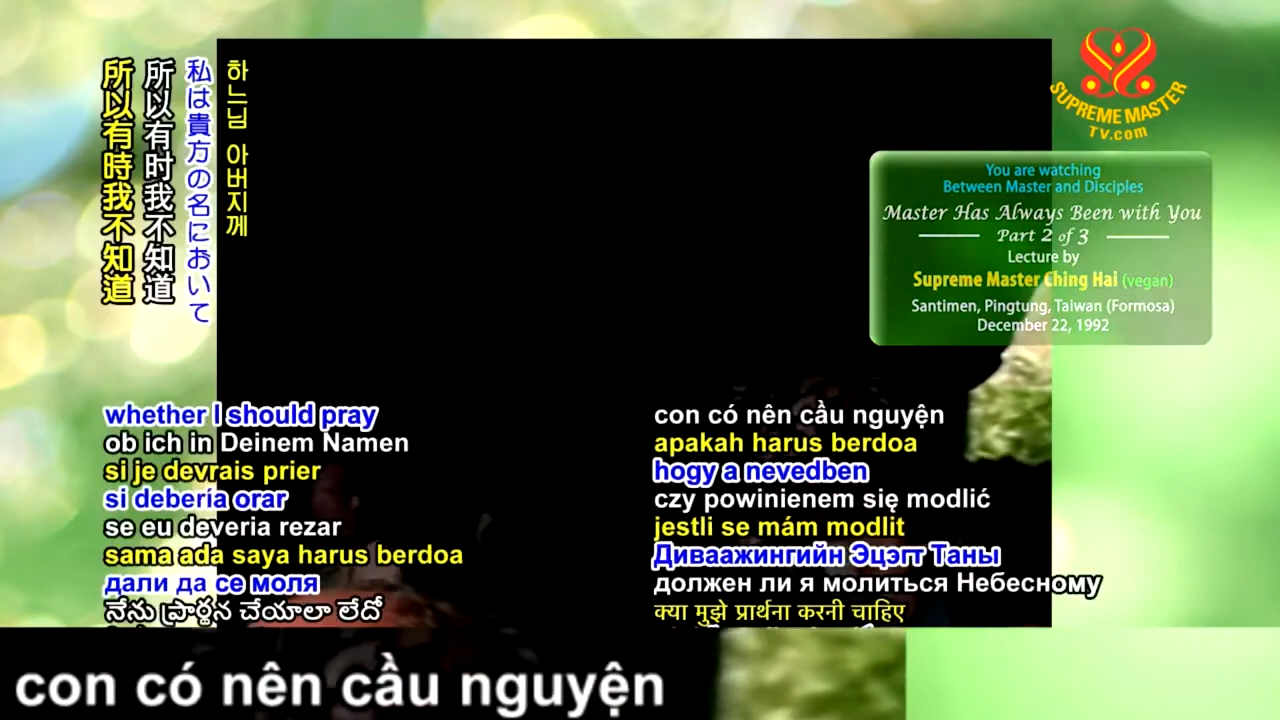 所以有時我不知道
所以有时我不知道
私は貴方の名において
하느님 아버지께
SUPREME MASTER
TV.com
You are watching
Between Master and Disciples
Master Has Always Been with You
Part 2 of 3
Lecture by
Supreme Master Ching Hai (vegan)
Santimen, Pingtung, Taiwan (Formosa)
December 22, 1992
whether I should pray
ob ich in Deinem Namen
si je devrais prier
si debería orar
se eu deveria rezar
sama ada saya harus berdoa
дали да се моля
నేను ప్రార్థన చేయాలా లేదో
con có nên cầu nguyện
apakah harus berdoa
hogy a nevedben
czy powinienem się modlić
jestli se mám modlit
Диваажингийн Эцэгт Таны
должен ли я молиться Небесному
क्या मुझे प्रार्थना करनी चाहिए
con có nên cầu nguyện